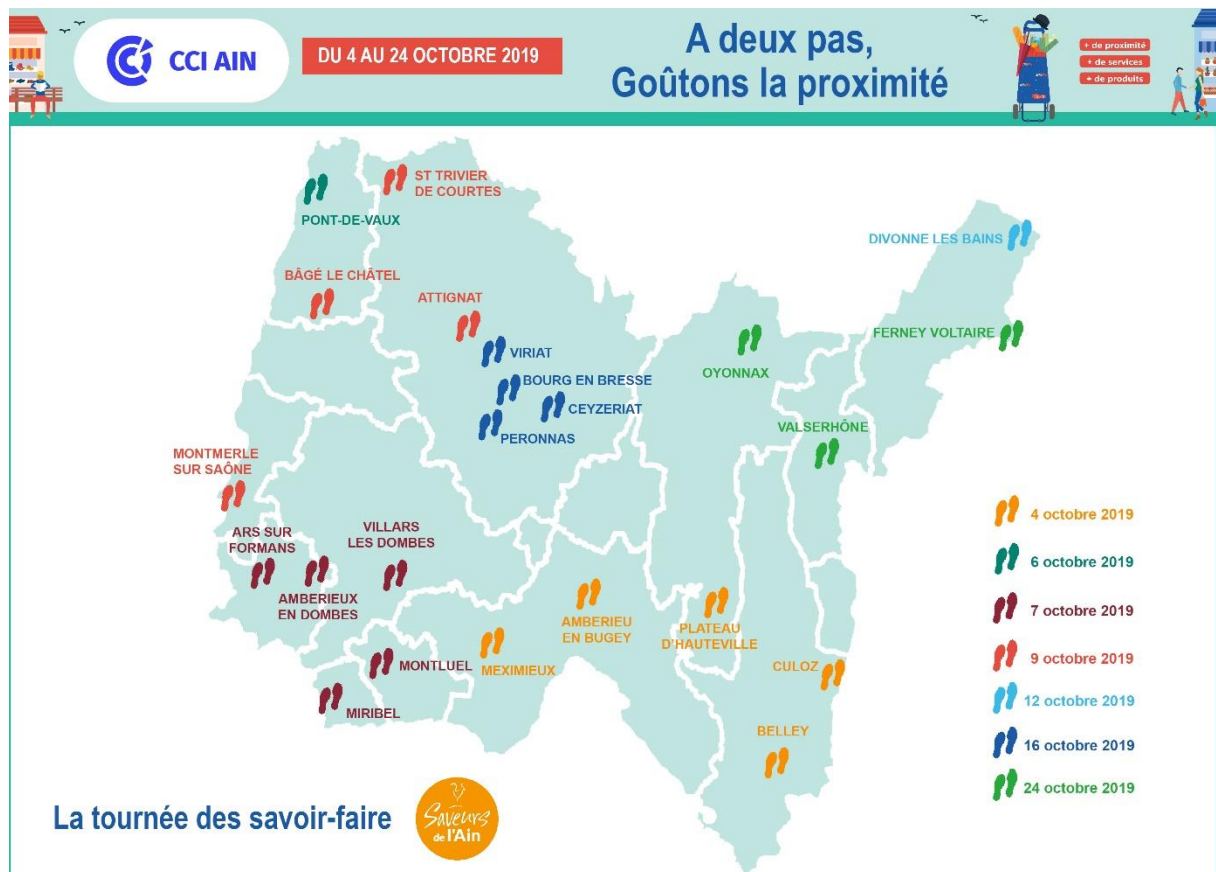 CCI AIN
DU 4 AU 24 OCTOBRE 2019
A deux pas,
Goûtons la proximité
+ de proximité
+ de services
+ de produits
ST TRIVIER
DE COURTES
PONT-DE-VAUX
DIVONNE LES BAINS
BÂGÉ LE CHÂTEL
ATTIGNAT
FERNEY VOLTAIRE
VIRIAT
OYONNAX
BOURG EN BRESSE
CEYZERIAT
PERONNAS
VALSERHÔNE
MONTMERLE
SUR SAÔNE
ARS SUR
FORMANS
VILLARS
LES DOMBES
AMBERIEUX
EN DOMBES
AMBERIEU
EN BUGEY
PLATEAU
D'HAUTEVILLE
MONTLUEL
MEXIMIEUX
CULOZ
MIRIBEL
BELLEY
4 octobre 2019
6 octobre 2019
7 octobre 2019
9 octobre 2019
12 octobre 2019
16 octobre 2019
24 octobre 2019
La tournée des savoir-faire
Saveurs
de l'Ain